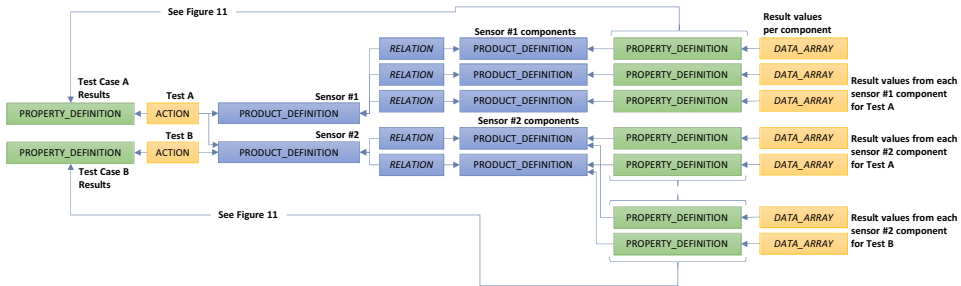 See Figure 11
Result values
per component
Sensor #1 components
RELATION
PRODUCT_DEFINITION
PROPERTY_DEFINITION
DATA_ARRAY
RELATION
PRODUCT_DEFINITION
PROPERTY_DEFINITION
DATA_ARRAY
Test Case A
Results
Test A
Sensor #1
RELATION
PRODUCT_DEFINITION
PROPERTY_DEFINITION
DATA_ARRAY
Result values from each
sensor #1 component
for Test A
PROPERTY_DEFINITION
ACTION
PRODUCT_DEFINITION
Test B
Sensor #2
Sensor #2 components
RELATION
PRODUCT_DEFINITION
PROPERTY_DEFINITION
DATA_ARRAY
PROPERTY_DEFINITION
ACTION
PRODUCT_DEFINITION
RELATION
PRODUCT_DEFINITION
PROPERTY_DEFINITION
DATA_ARRAY
Result values from each
sensor #2 component
for Test A
Test Case B
Results
See Figure 11
PROPERTY_DEFINITION
DATA_ARRAY
PROPERTY_DEFINITION
DATA_ARRAY
Result values from each
sensor #2 component
for Test B